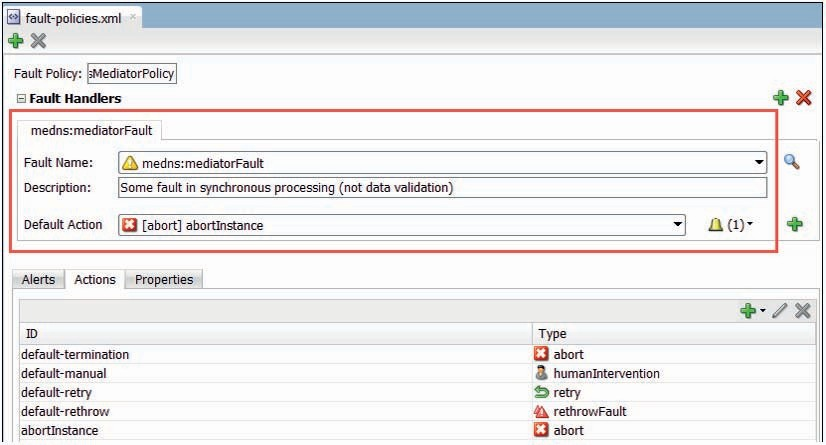 fault-policies.xml
Fault Policy: sMediatorPolicy
Fault Handlers
medns:mediatorFault
Fault Name: medns:mediatorFault
Description: Some fault in synchronous processing (not data validation)
Default Action [abort] abortInstance (1)
Alerts Actions Properties
ID Type
default-termination abort
default-manual humanIntervention
default-retry retry
default-rethrow rethrowFault
abortInstance abort